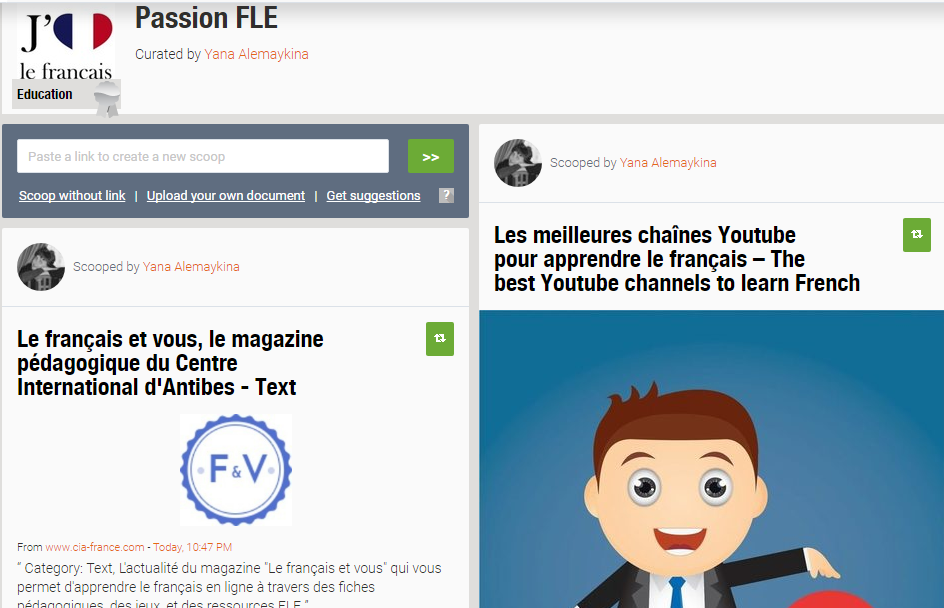 J'
le francais
Education
Passion FLE
Curated by Yana Alemaykina
Paste a link to create a new scoop
>>
Scoop without link | Upload your own document | Get suggestions ?
Scooped by Yana Alemaykina
Le français et vous, le magazine
pédagogique du Centre
International d'Antibes - Text
F&V
From www.cia-france.com - Today, 10:47 PM
" Category: Text, L'actualité du magazine "Le français et vous" qui vous
permet d'apprendre le français en ligne à travers des fiches
pédagogiques, des jeux, et des ressources FLE "
Scooped by Yana Alemaykina
Les meilleures chaînes Youtube
pour apprendre le français – The
best Youtube channels to learn French